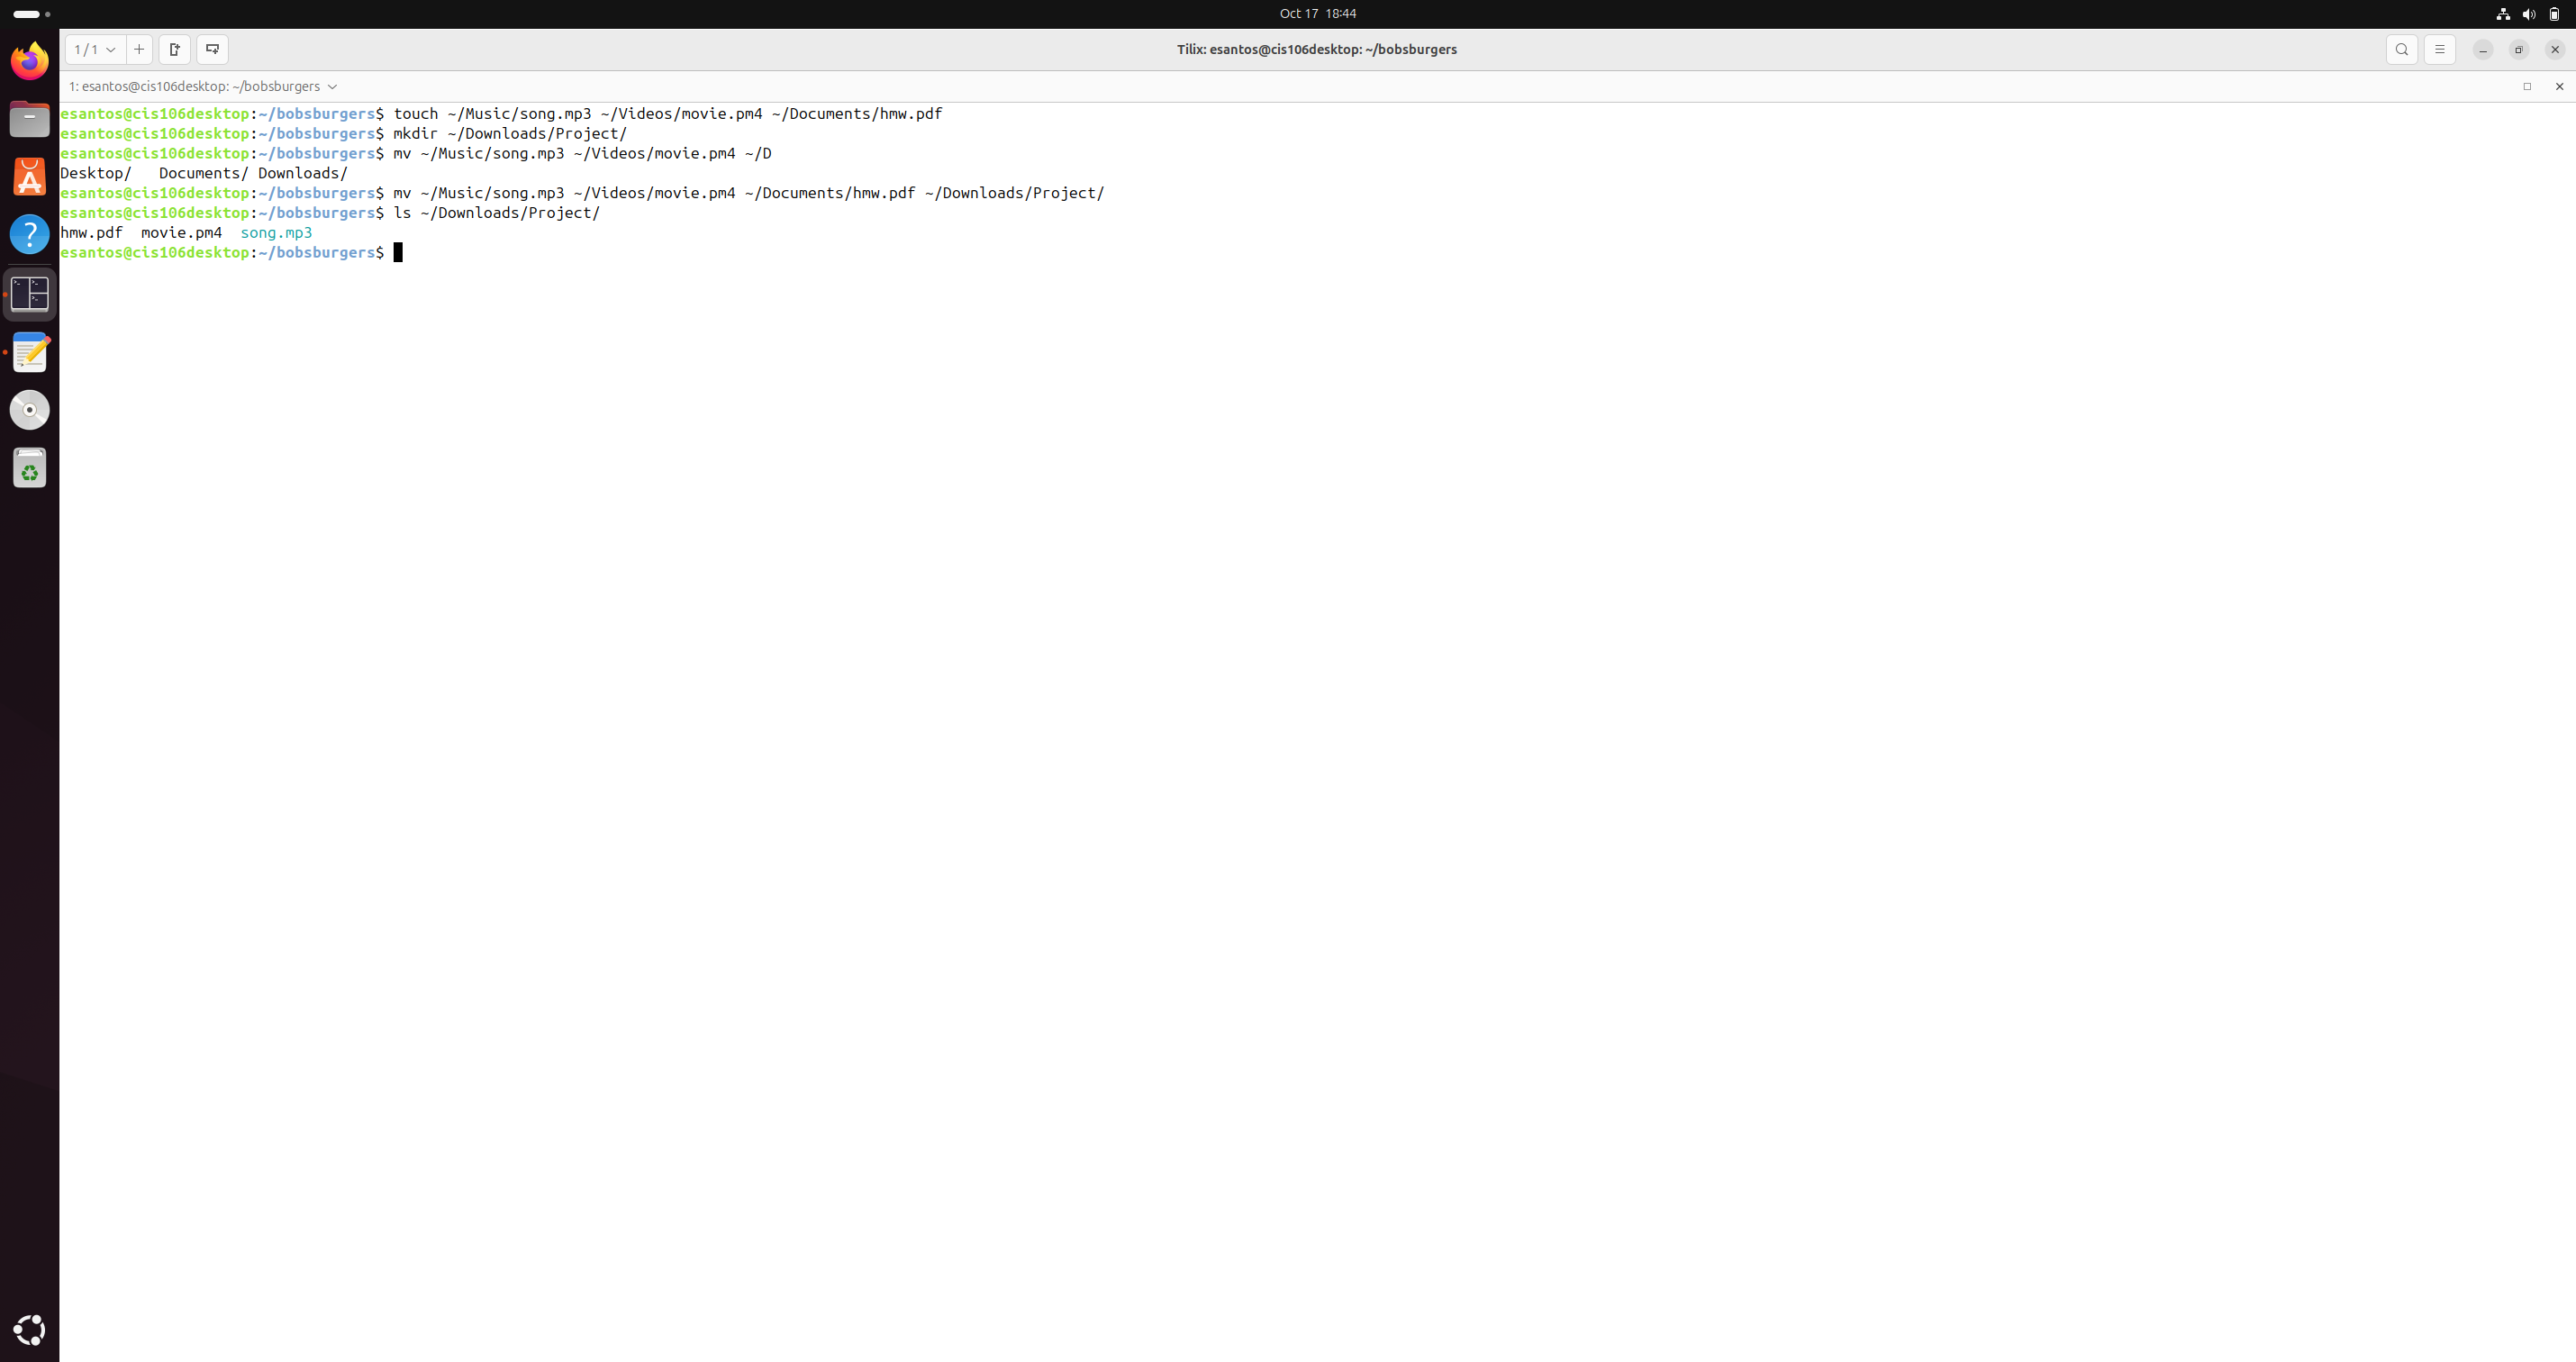 Oct 17 18:44
1 / 1
Tilix: esantos@cis106desktop: ~/bobsburgers
1: esantos@cis106desktop: ~/bobsburgers
esantos@cis106desktop:~/bobsburgers$ touch ~/Music/song.mp3 ~/Videos/movie.pm4 ~/Documents/hmw.pdf
esantos@cis106desktop:~/bobsburgers$ mkdir ~/Downloads/Project/
esantos@cis106desktop:~/bobsburgers$ mv ~/Music/song.mp3 ~/Videos/movie.pm4 ~/D
Desktop/   Documents/ Downloads/
esantos@cis106desktop:~/bobsburgers$ mv ~/Music/song.mp3 ~/Videos/movie.pm4 ~/Documents/hmw.pdf ~/Downloads/Project/
esantos@cis106desktop:~/bobsburgers$ ls ~/Downloads/Project/
hmw.pdf  movie.pm4  song.mp3
esantos@cis106desktop:~/bobsburgers$